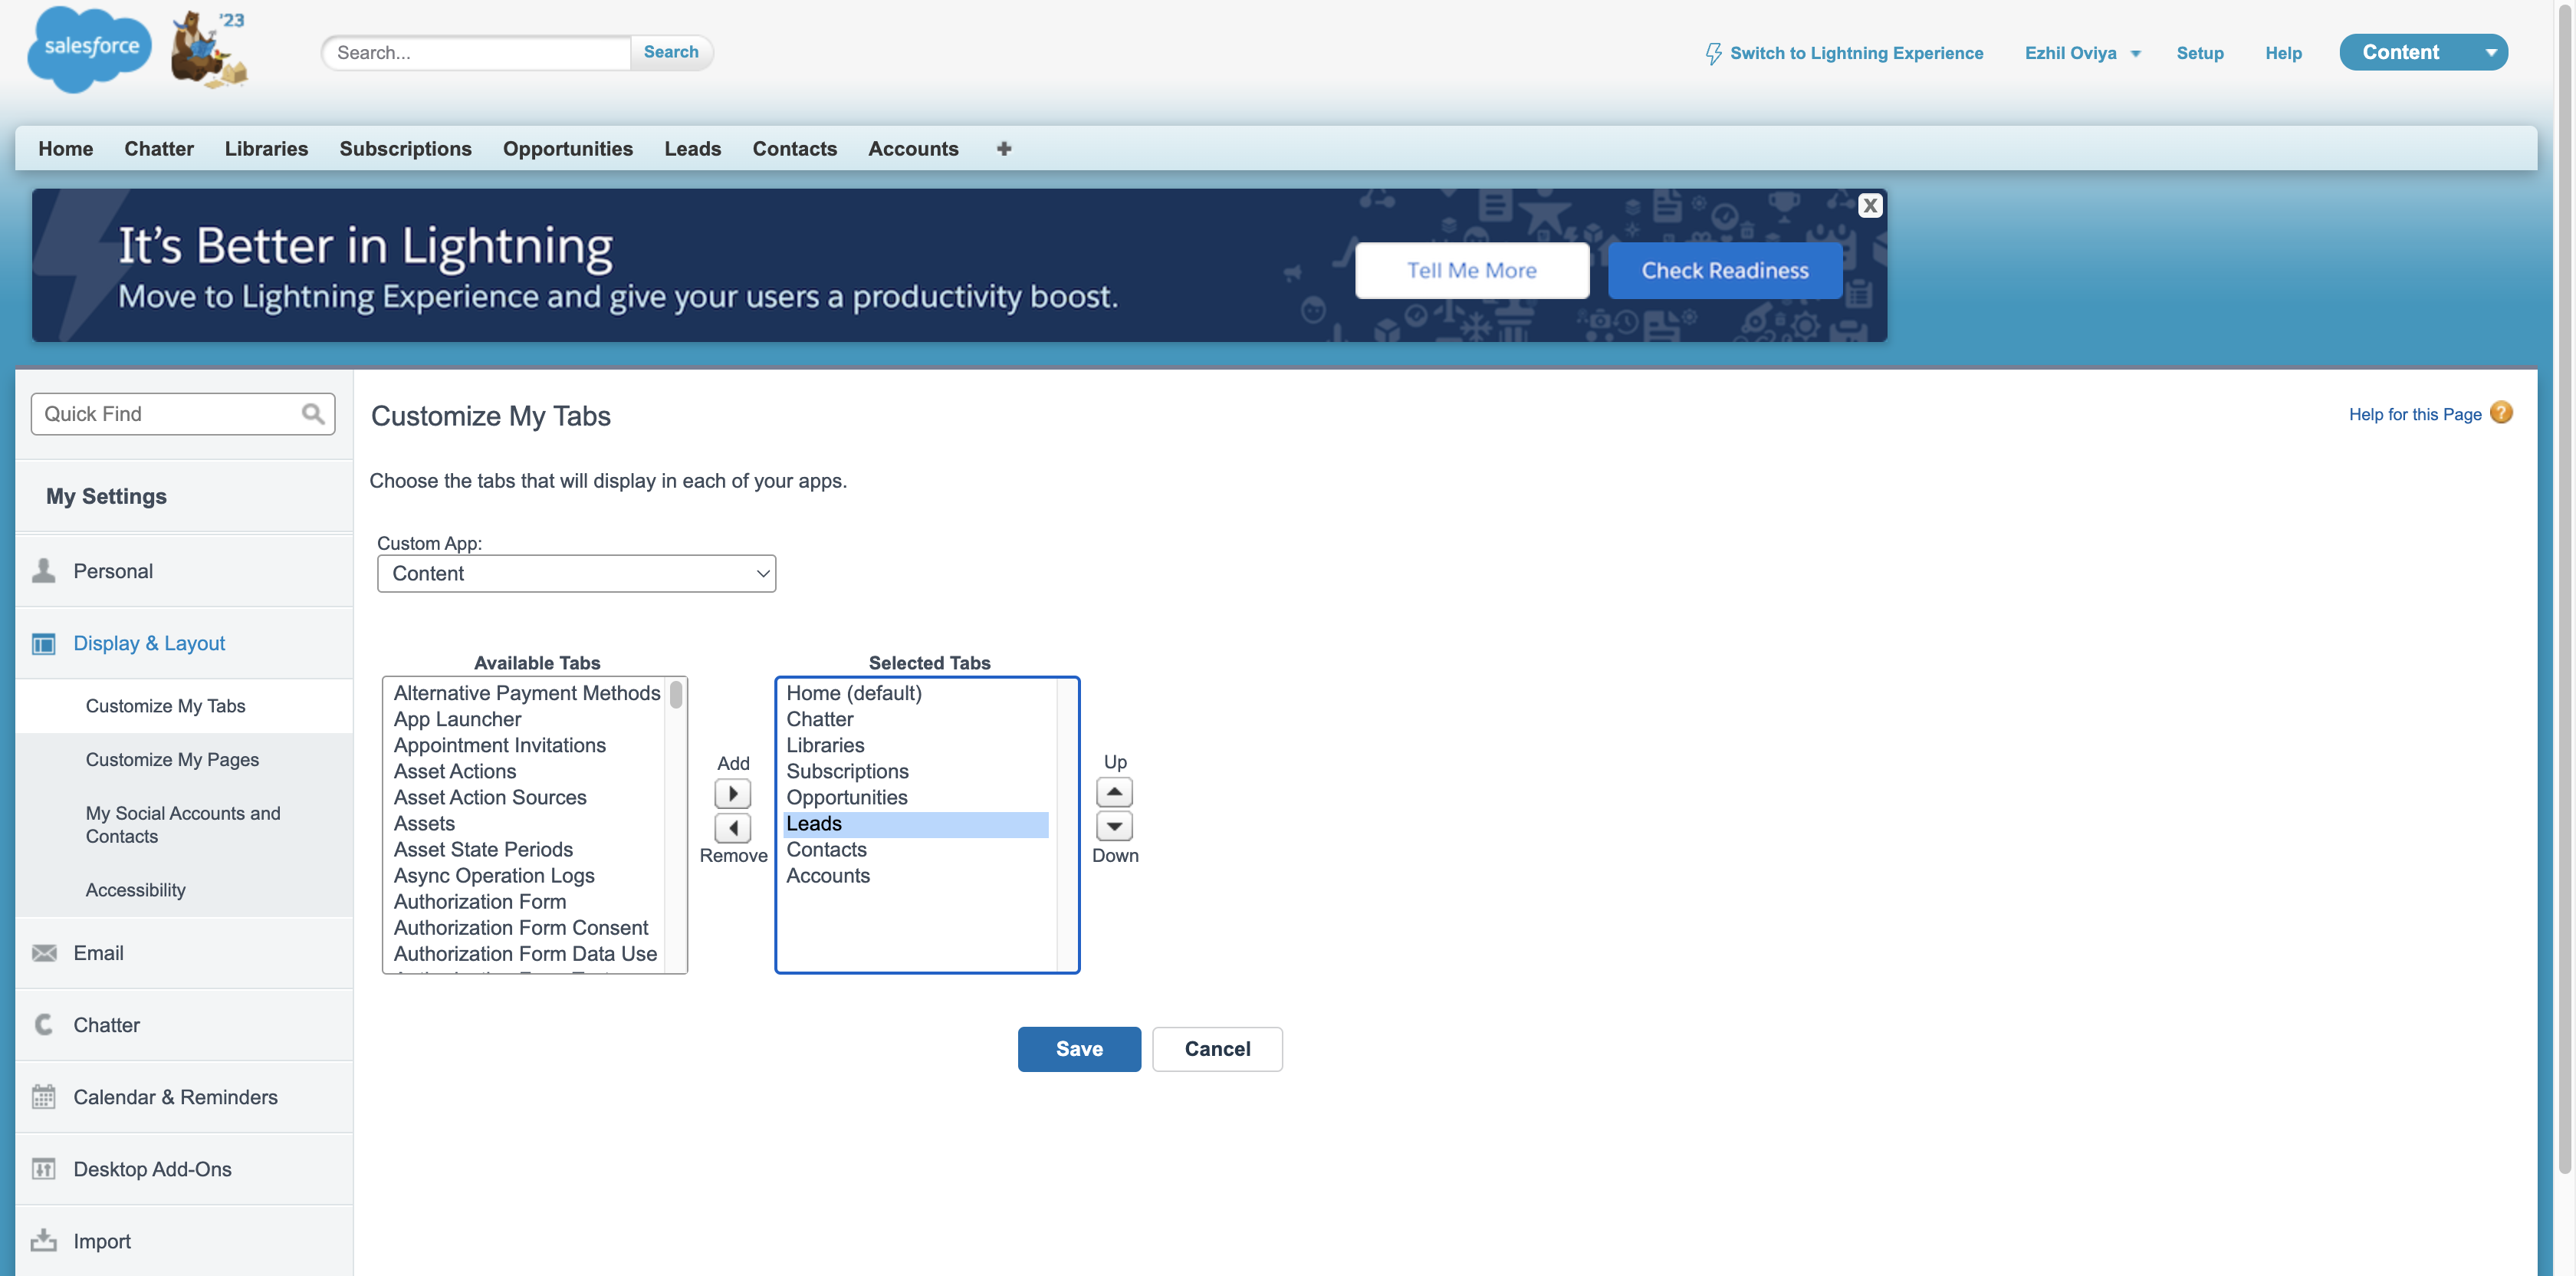 salesforce
'23
Search...
Search
Switch to Lightning Experience
Ezhil Oviya
Setup
Help
Content
Home
Chatter
Libraries
Subscriptions
Opportunities
Leads
Contacts
Accounts
+
It's Better in Lightning
Move to Lightning Experience and give your users a productivity boost.
Tell Me More
Check Readiness
X
Quick Find
My Settings
Personal
Display & Layout
Customize My Tabs
Customize My Pages
My Social Accounts and
Contacts
Accessibility
Email
Chatter
Calendar & Reminders
Desktop Add-Ons
Import
Customize My Tabs
Help for this Page
?
Choose the tabs that will display in each of your apps.
Custom App:
Content
Available Tabs
Alternative Payment Methods
App Launcher
Appointment Invitations
Asset Actions
Asset Action Sources
Assets
Asset State Periods
Async Operation Logs
Authorization Form
Authorization Form Consent
Authorization Form Data Use
Add
Remove
Selected Tabs
Home (default)
Chatter
Libraries
Subscriptions
Opportunities
Leads
Contacts
Accounts
Up
Down
Save
Cancel